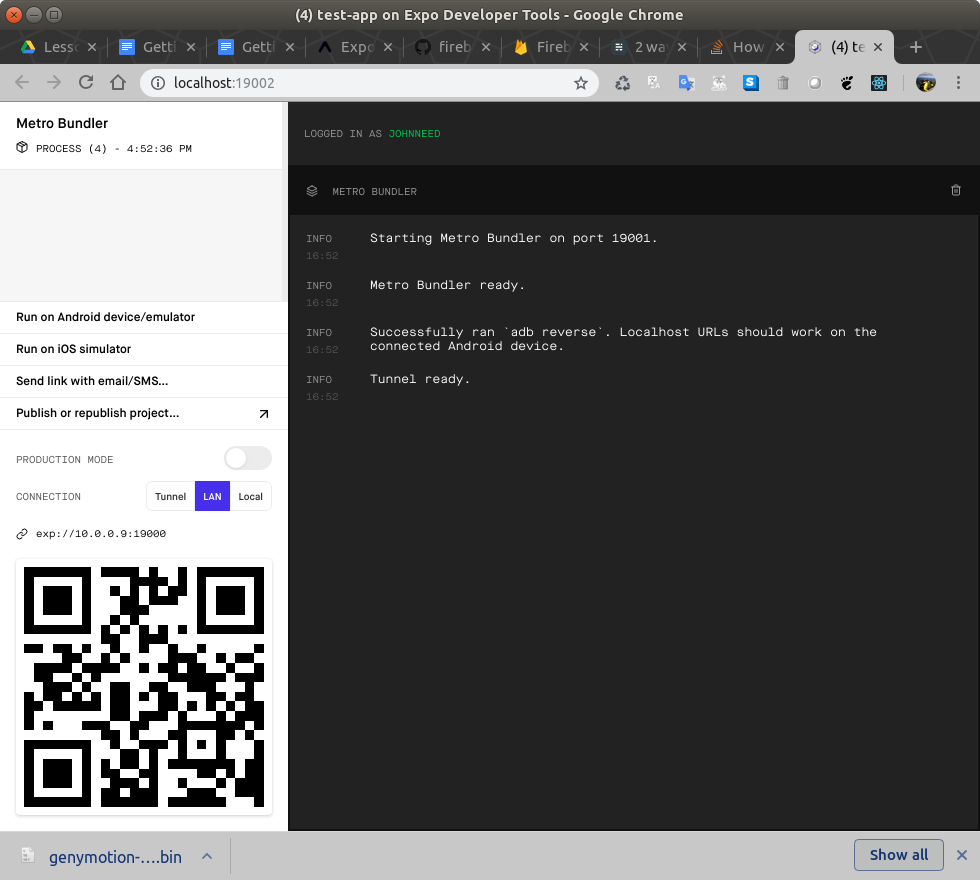 (4) test-app on Expo Developer Tools - Google Chrome
Lesso
Getti
Getti
Expo
fireb
Fireb
2 way
How
(4) te
localhost:19002
Metro Bundler
PROCESS (4) - 4:52:36 PM
Run on Android device/emulator
Run on iOS simulator
Send link with email/SMS...
Publish or republish project...
PRODUCTION MODE
CONNECTION
Tunnel
LAN
Local
exp://10.0.0.9:19000
LOGGED IN AS JOHNNEED
METRO BUNDLER
INFO Starting Metro Bundler on port 19001.
16:52
INFO Metro Bundler ready.
16:52
INFO Successfully ran `adb reverse`. Localhost URLs should work on the
16:52 connected Android device.
INFO Tunnel ready.
16:52
genymotion-....bin
Show all